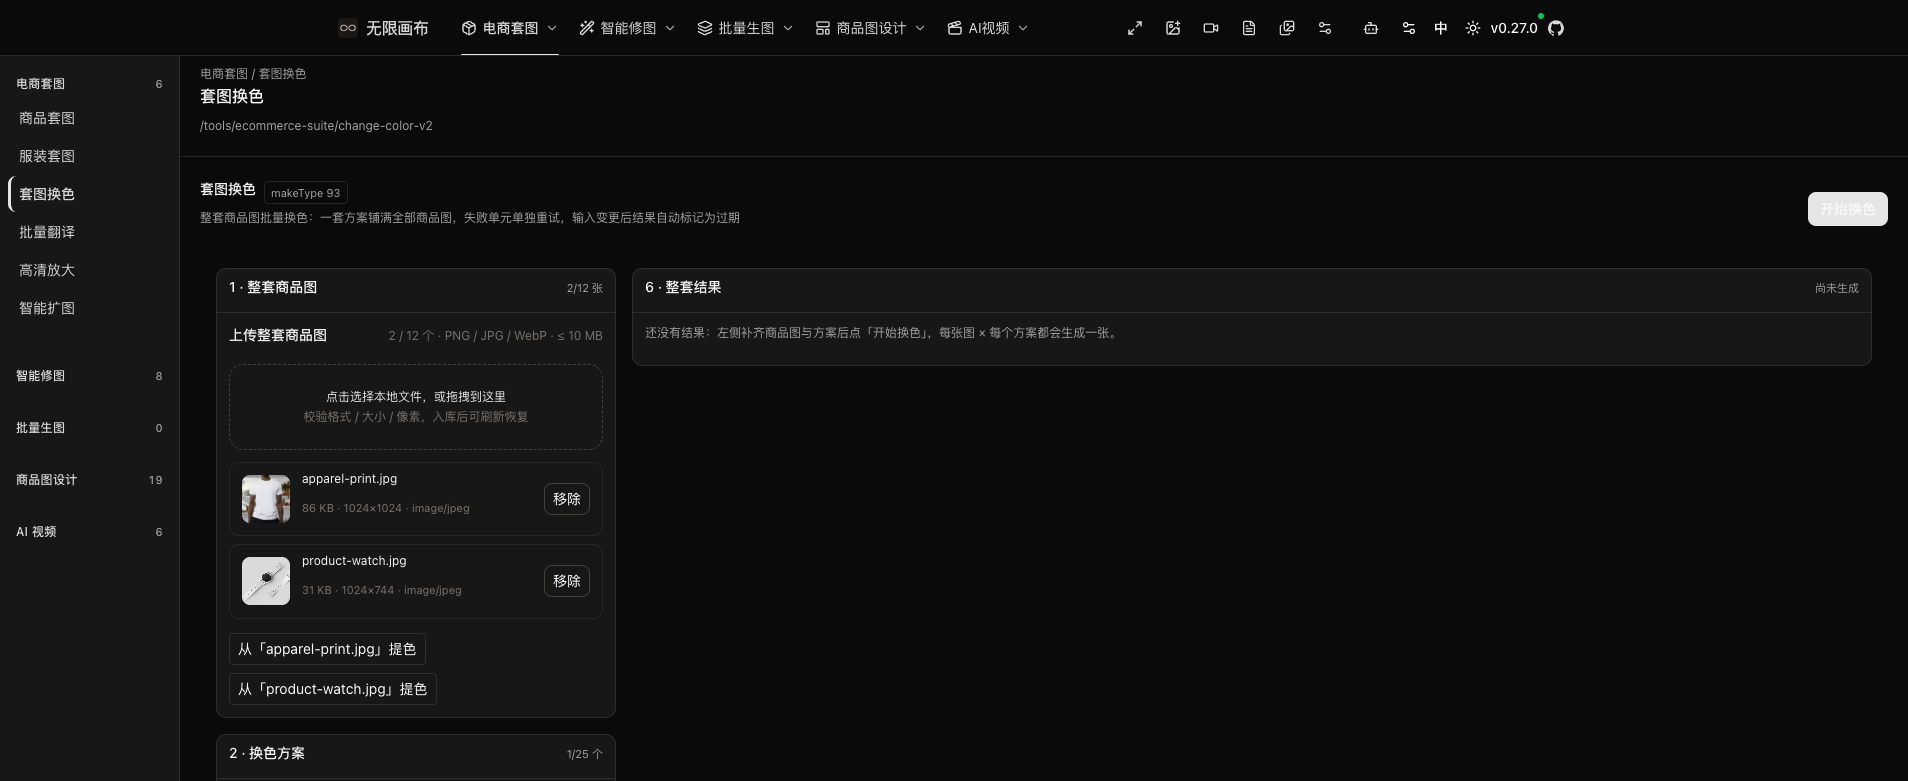 无限画布
电商套图
智能修图
批量生图
商品图设计
AI视频
中
v0.27.0
电商套图 6
商品套图
服装套图
套图换色
批量翻译
高清放大
智能扩图
智能修图 8
批量生图 0
商品图设计 19
AI 视频 6
电商套图 / 套图换色
套图换色
/tools/ecommerce-suite/change-color-v2
套图换色 makeType 93
整套商品图批量换色：一套方案铺满全部商品图，失败单元单独重试，输入变更后结果自动标记为过期
开始换色
1 · 整套商品图 2/12 张
上传整套商品图 2 / 12 个 · PNG / JPG / WebP · ≤ 10 MB
点击选择本地文件，或拖拽到这里
校验格式 / 大小 / 像素，入库后可刷新恢复
apparel-print.jpg
86 KB · 1024×1024 · image/jpeg
移除
product-watch.jpg
31 KB · 1024×744 · image/jpeg
移除
从「apparel-print.jpg」提色
从「product-watch.jpg」提色
2 · 换色方案 1/25 个
6 · 整套结果 尚未生成
还没有结果：左侧补齐商品图与方案后点「开始换色」，每张图 × 每个方案都会生成一张。